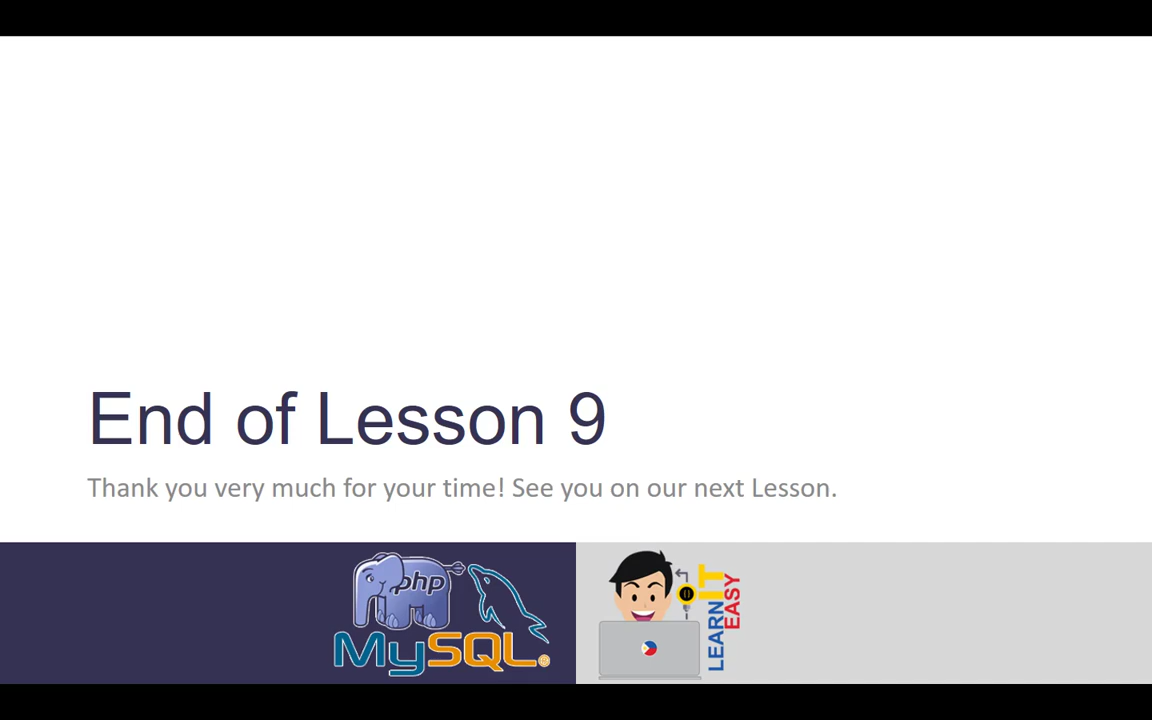 End of Lesson 9
Thank you very much for your time! See you on our next Lesson.
php
MySQL
LEARN IT EASY